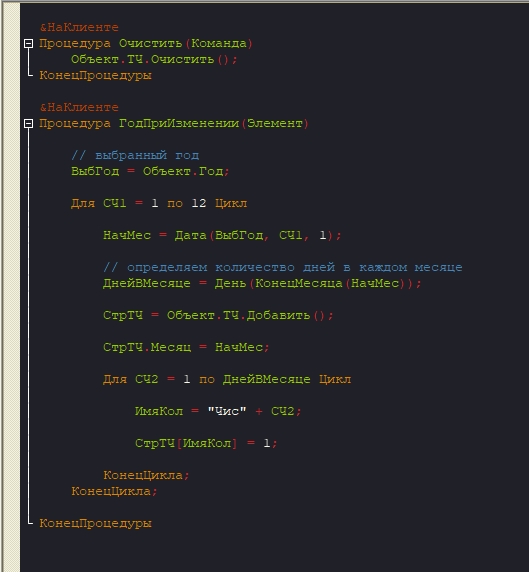 &НаКлиенте
Процедура Очистить(Команда)
Объект.ТЧ.Очистить();
КонецПроцедуры
&НаКлиенте
Процедура ГодПриИзменении(Элемент)
// выбранный год
ВыбГод = Объект.Год;
Для СЧ1 = 1 по 12 Цикл
НачМес = Дата(ВыбГод, СЧ1, 1);
// определяем количество дней в каждом месяце
ДнейВМесяце = День(КонецМесяца(НачМес));
СтрТЧ = Объект.ТЧ.Добавить();
СтрТЧ.Месяц = НачМес;
Для СЧ2 = 1 по ДнейВМесяце Цикл
ИмяКол = "Чис" + СЧ2;
СтрТЧ[ИмяКол] = 1;
КонецЦикла;
КонецЦикла;
КонецПроцедуры